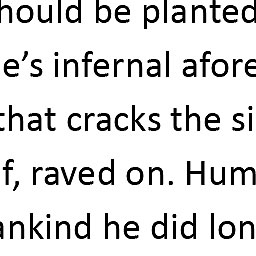 hould be planted
e’s infernal afore
that cracks the si
f, raved on. Hum
ankind he did lon